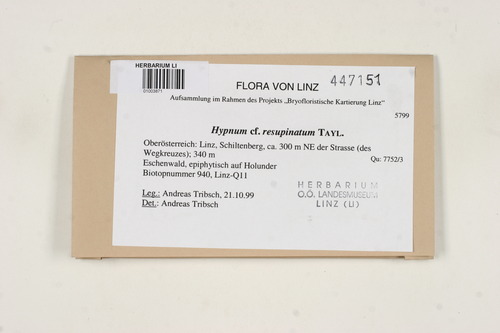 HERBARIUM LI
FLORA VON LINZ
447151
Aufsammlung im Rahmen des Projekts „Bryofloristische Kartierung Linz“
5799
Hypnum cf. resupinatum TAYL.
Oberösterreich: Linz, Schiltenberg, ca. 300 m NE der Strasse (des
Wegkreuzes); 340 m
Qu: 7752/3
Eschenwald, epiphytisch auf Holunder
Biotopnummer 940, Linz-Q11
Leg.: Andreas Tribsch, 21.10.99
Det.: Andreas Tribsch
HERBARIUM
O.Ö. LANDESMUSEUM
LINZ (LI)